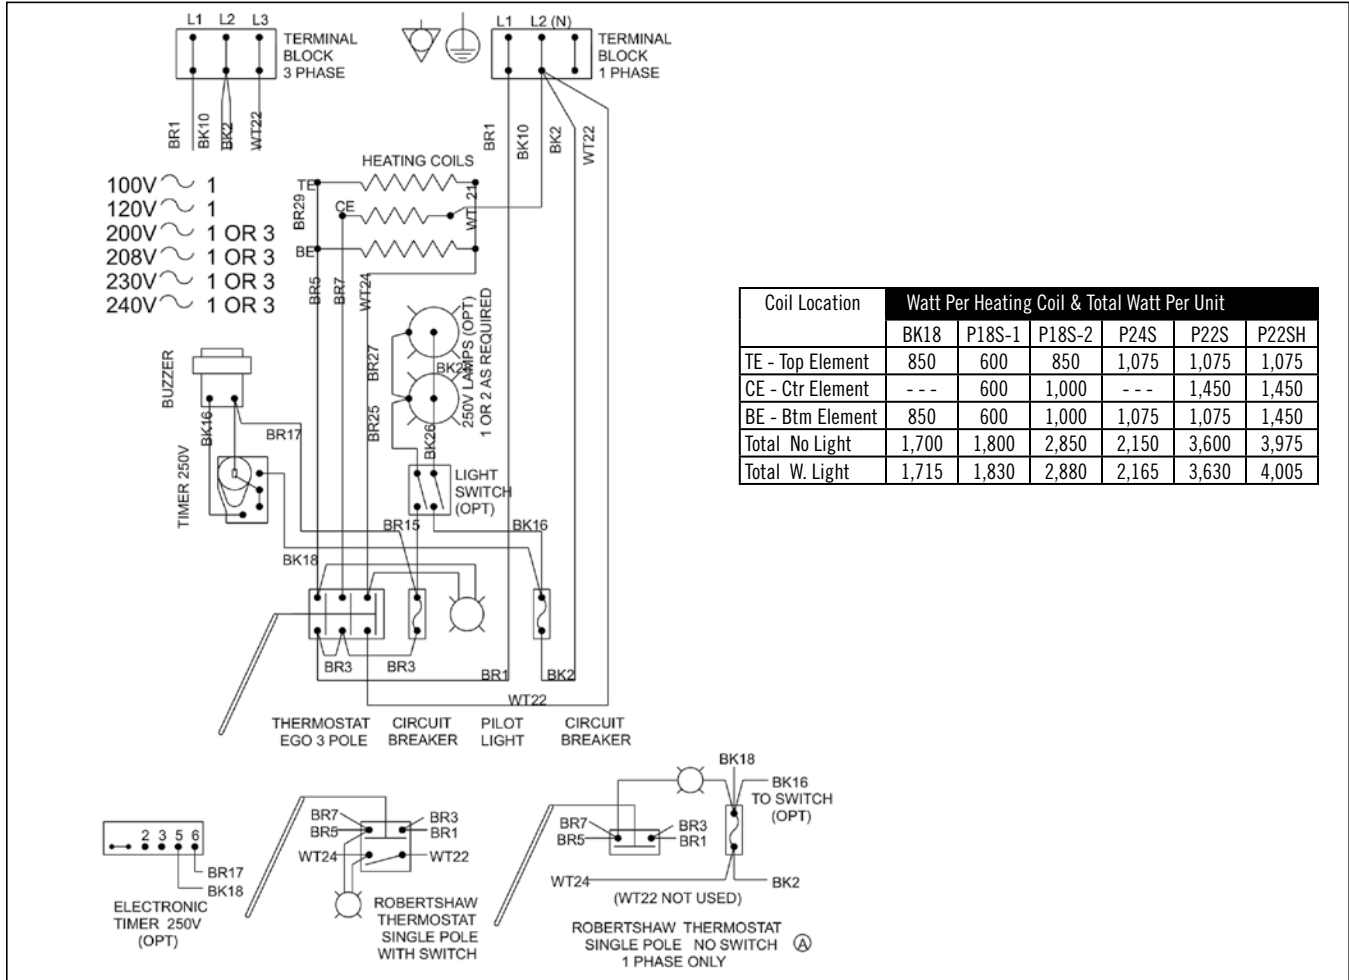 L1 L2 L3
TERMINAL
BLOCK
3 PHASE
BR1
BK10
BK2
WT22
L1 L2 (N)
TERMINAL
BLOCK
1 PHASE
BR1
BK10
BK2
WT22
100V 1
120V 1
200V 1 OR 3
208V 1 OR 3
230V 1 OR 3
240V 1 OR 3
HEATING COILS
TE
CE
BE
BR29
WT 21
BR5
BR7
WT24
BUZZER
BK16
BR17
TIMER 250V
BK18
BR27
BR25
BK26
250V LAMPS (OPT)
1 OR 2 AS REQUIRED
LIGHT
SWITCH
(OPT)
BR15
BK16
BR3
BR3
BR1
BK2
WT22
THERMOSTAT
EGO 3 POLE
CIRCUIT
BREAKER
PILOT
LIGHT
CIRCUIT
BREAKER
Coil Location Watt Per Heating Coil & Total Watt Per Unit
BK18 P18S-1 P18S-2 P24S P22S P22SH
TE - Top Element 850 600 850 1,075 1,075 1,075
CE - Ctr Element - - - 600 1,000 - - - 1,450 1,450
BE - Btm Element 850 600 1,000 1,075 1,075 1,450
Total No Light 1,700 1,800 2,850 2,150 3,600 3,975
Total W. Light 1,715 1,830 2,880 2,165 3,630 4,005
2 3 5 6
BR17
BK18
ELECTRONIC
TIMER 250V
(OPT)
BR7
BR5
WT24
BR3
BR1
WT22
ROBERTSHAW
THERMOSTAT
SINGLE POLE
WITH SWITCH
BK18
BK16
TO SWITCH
(OPT)
BR7
BR5
BR3
BR1
WT24
BK2
(WT22 NOT USED)
ROBERTSHAW THERMOSTAT
SINGLE POLE NO SWITCH A
1 PHASE ONLY